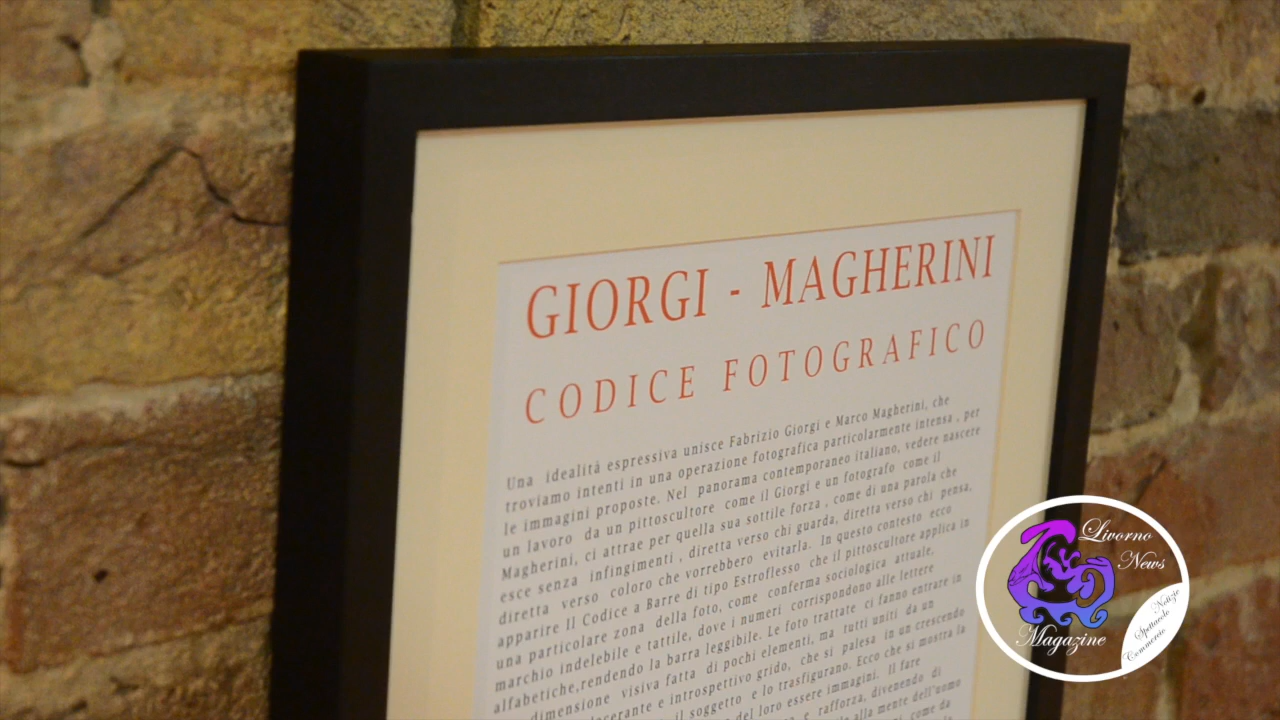 GIORGI - MAGHERINI
CODICE FOTOGRAFICO
Una idealità espressiva unisce Fabrizio Giorgi e Marco Magherini, che
troviamo intenti in una operazione fotografica particolarmente intensa , per
le immagini proposte. Nel panorama contemporaneo italiano, vedere nascere
un lavoro da un pittoscultore come il Giorgi e un fotografo come il
Magherini, ci attrae per quella sua sottile forza , come di una parola che
esce senza infingimenti , diretta verso chi guarda, diretta verso chi pensa,
diretta verso coloro che vorrebbero evitarla. In questo contesto ecco
apparire Il Codice a Barre di tipo Estroflesso che il pittoscultore applica in
una particolare zona della foto, come conferma sociologica attuale,
marchio indelebile e tattile, dove i numeri corrispondono alle lettere
alfabetiche,rendendo la barra leggibile. Le foto trattate ci fanno entrare in
dimensione visiva fatta di pochi elementi, ma tutti uniti da un
e introspettivo grido, che si palesa in un crescendo
il soggetto e lo trasfigurano. Ecco che si mostra la
del loro essere immagini. Il fare
e rafforza, divenendo di
alla mente dell'uomo
come da
Livorno
News
Magazine
Notizie
Spettacolo
Commercio